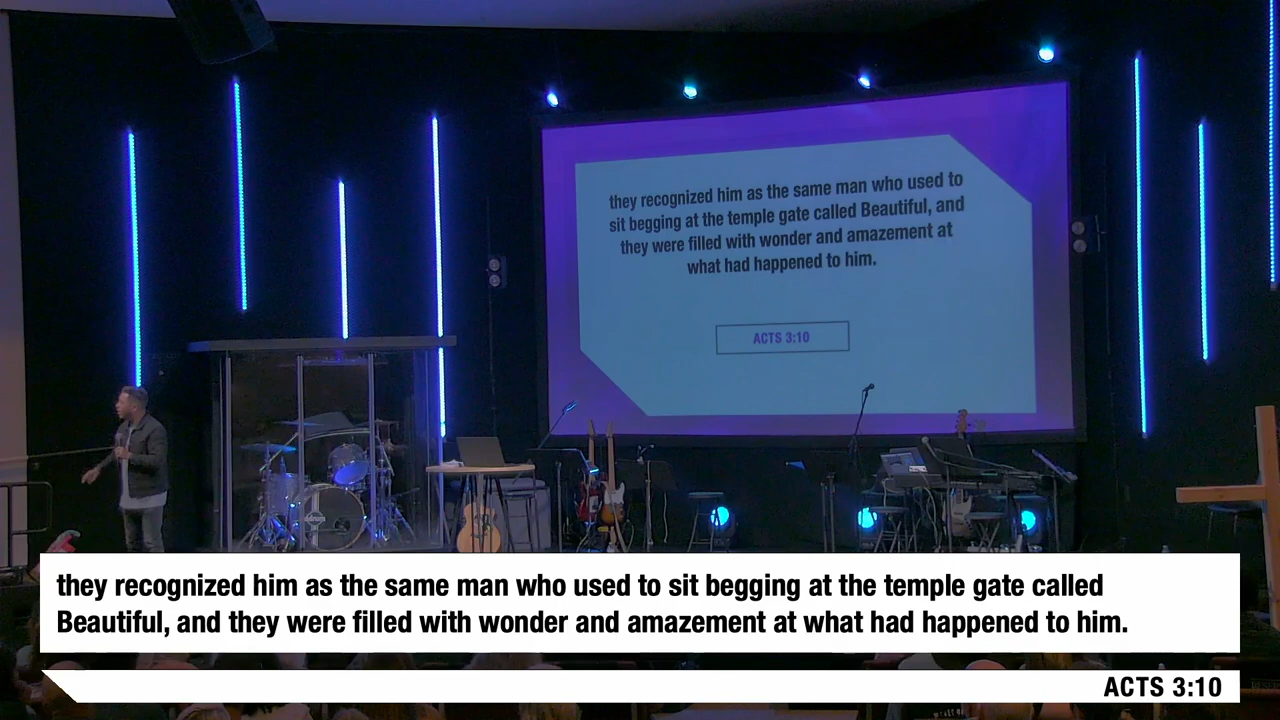 they recognized him as the same man who used to
sit begging at the temple gate called Beautiful, and
they were filled with wonder and amazement at
what had happened to him.
ACTS 3:10
they recognized him as the same man who used to sit begging at the temple gate called
Beautiful, and they were filled with wonder and amazement at what had happened to him.
ACTS 3:10